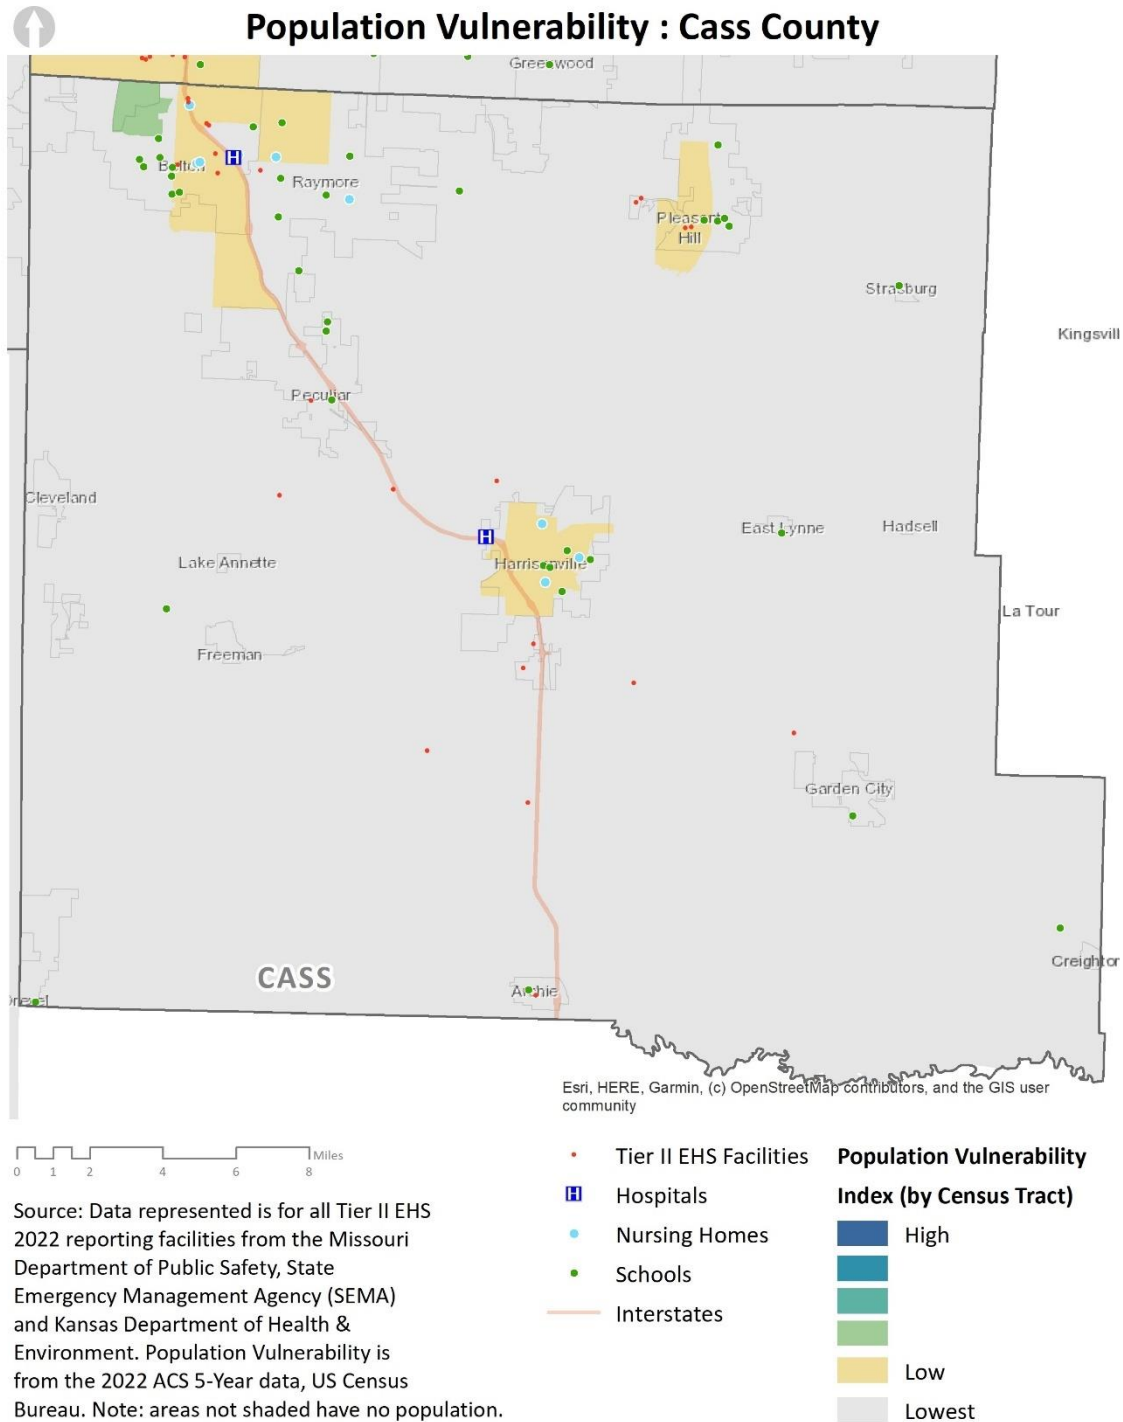 Population Vulnerability : Cass County
Greenwood
H
Belton
Raymore
Pleasant
Hill
Strasburg
Kingsvill
Peculiar
Cleveland
East Lynne
Hadsell
H
Harrisonville
Lake Annette
La Tour
Freeman
Garden City
Creighton
CASS
Archie
Drexel
Esri, HERE, Garmin, (c) OpenStreetMap contributors, and the GIS user
community
Miles
0 1 2 4 6 8
Source: Data represented is for all Tier II EHS
2022 reporting facilities from the Missouri
Department of Public Safety, State
Emergency Management Agency (SEMA)
and Kansas Department of Health &
Environment. Population Vulnerability is
from the 2022 ACS 5-Year data, US Census
Bureau. Note: areas not shaded have no population.
Tier II EHS Facilities
H Hospitals
Nursing Homes
Schools
Interstates
Population Vulnerability
Index (by Census Tract)
High
Low
Lowest